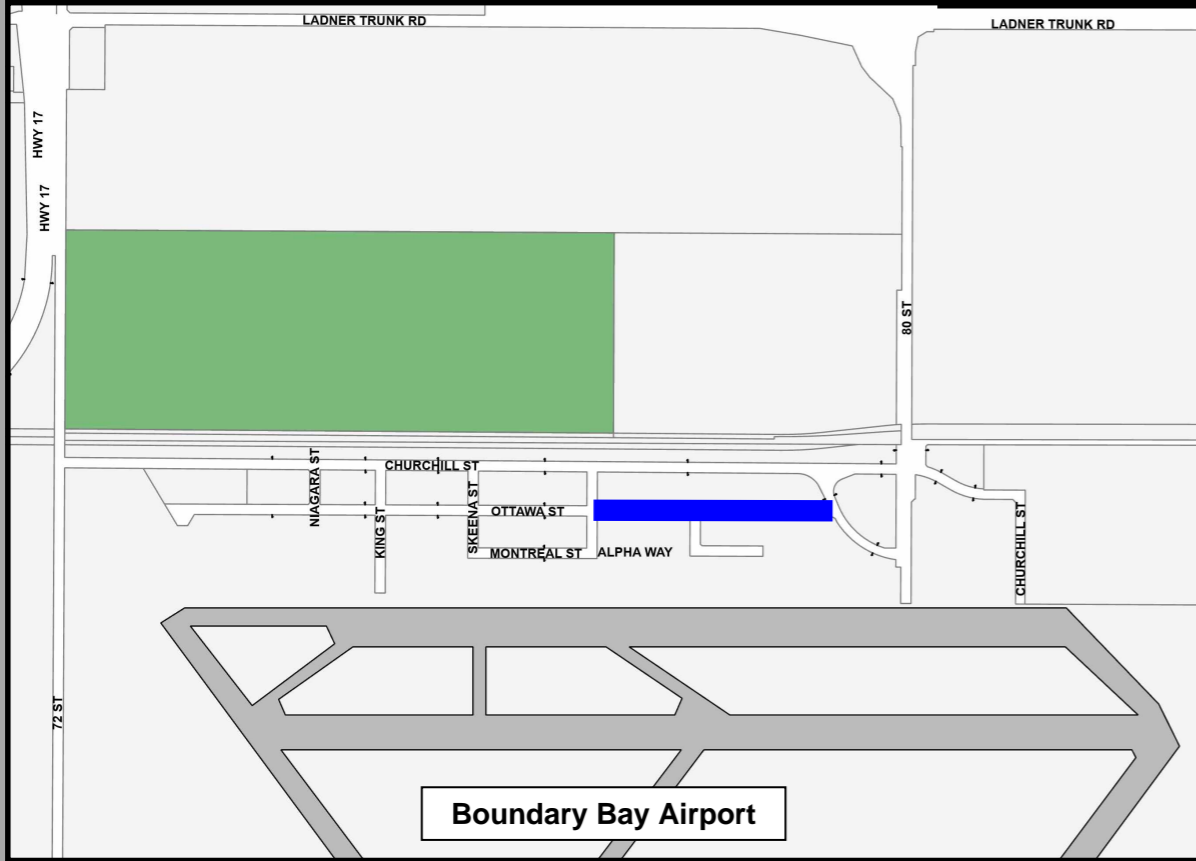 LADNER TRUNK RD
LADNER TRUNK RD
HWY 17
HWY 17
80 ST
NIAGARA ST
CHURCHILL ST
KING ST
SKEENA ST
OTTAWA ST
MONTREAL ST
ALPHA WAY
CHURCHILL ST
72 ST
Boundary Bay Airport